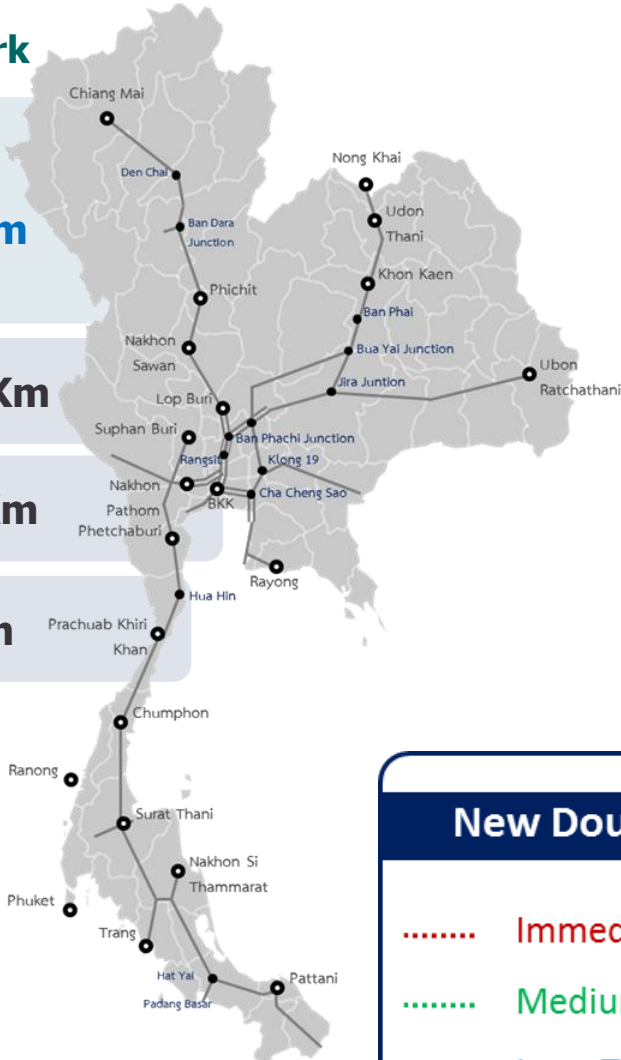 rk
Chiang Mai
Nong Khai
Den Chai
m
Udon
Thani
Ban Dara
Junction
Khon Kaen
Phichit
Ban Phai
Nakhon
Sawan
Bua Yai Junction
Ubon
Ratchathani
Km
Jira Juntion
Lop Buri
Suphan Buri
Ban Phachi Junction
Rangsit
Klong 19
Nakhon
Pathom
Cha Cheng Sao
BKK
m
Phetchaburi
Rayong
Hua Hin
n
Prachuab Khiri
Khan
Chumphon
Ranong
Surat Thani
New Dou
Nakhon Si
Thammarat
Phuket
Trang
Immed
Hat Yai
Pattani
Padang Basar
Mediu